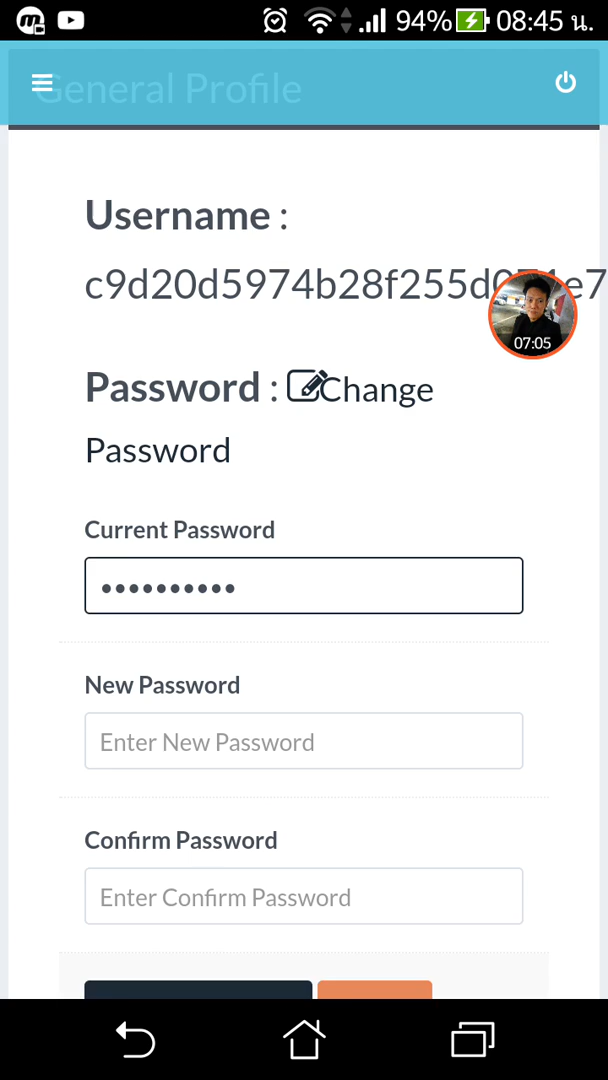 94% 08:45 น.
General Profile
Username :
c9d20d5974b28f255d
e7
07:05
Password : Change
Password
Current Password
New Password
Enter New Password
Confirm Password
Enter Confirm Password